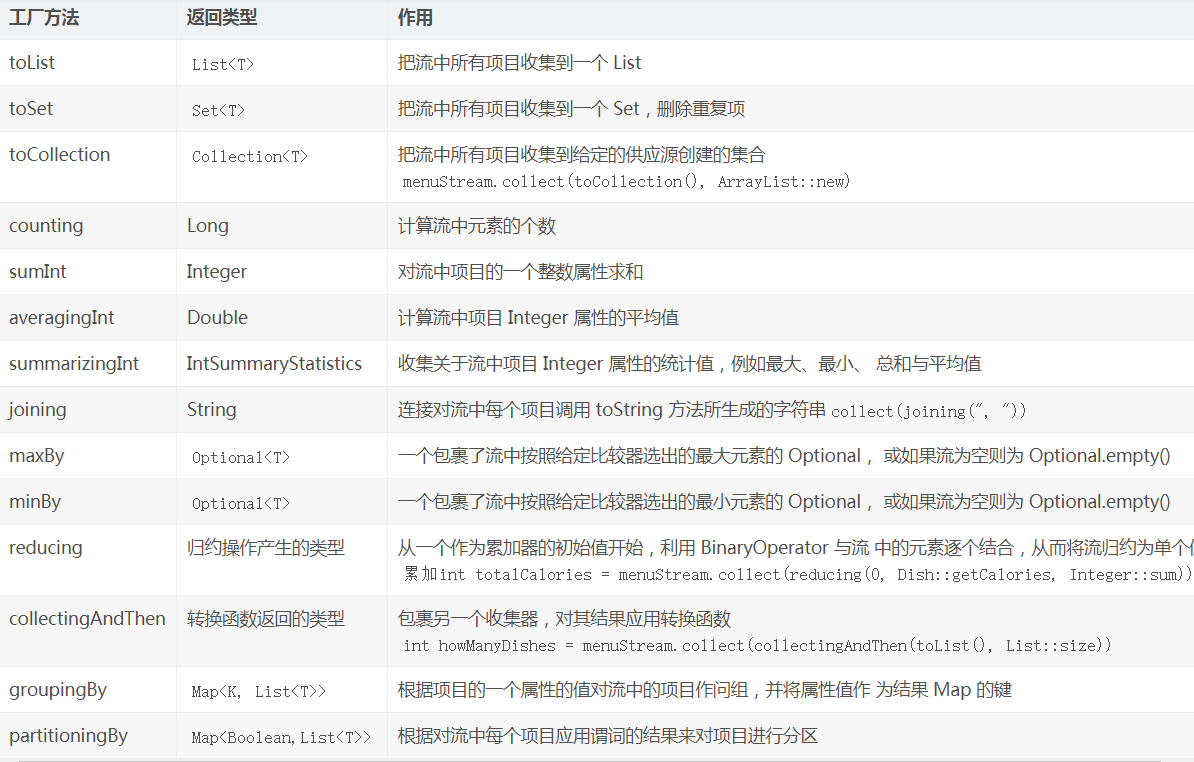 工厂方法 返回类型 作用
toList List<T> 把流中所有项目收集到一个 List
toSet Set<T> 把流中所有项目收集到一个 Set，删除重复项
toCollection Collection<T> 把流中所有项目收集到给定的供应源创建的集合
menuStream.collect(toCollection(), ArrayList::new)
counting Long 计算流中元素的个数
sumInt Integer 对流中项目的一个整数属性求和
averagingInt Double 计算流中项目 Integer 属性的平均值
summarizingInt IntSummaryStatistics 收集关于流中项目 Integer 属性的统计值，例如最大、最小、 总和与平均值
joining String 连接对流中每个项目调用 toString 方法所生成的字符串 collect(joining(", "))
maxBy Optional<T> 一个包裹了流中按照给定比较器选出的最大元素的 Optional， 或如果流为空则为 Optional.empty()
minBy Optional<T> 一个包裹了流中按照给定比较器选出的最小元素的 Optional， 或如果流为空则为 Optional.empty()
reducing 归约操作产生的类型 从一个作为累加器的初始值开始，利用 BinaryOperator 与流 中的元素逐个结合，从而将流归约为单个
累加int totalCalories = menuStream.collect(reducing(0, Dish::getCalories, Integer::sum))
collectingAndThen 转换函数返回的类型 包裹另一个收集器，对其结果应用转换函数
int howManyDishes = menuStream.collect(collectingAndThen(toList(), List::size))
groupingBy Map<K, List<T>> 根据项目的一个属性的值对流中的项目作问组，并将属性值作 为结果 Map 的键
partitioningBy Map<Boolean,List<T>> 根据对流中每个项目应用谓词的结果来对项目进行分区